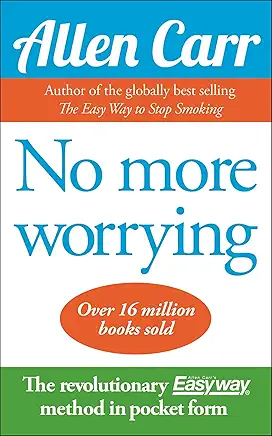 Allen Carr
Author of the globally best selling
The Easy Way to Stop Smoking
No more
worrying
Over 16 million
books sold
Allen Carr's
The revolutionary Easyway®
method in pocket form